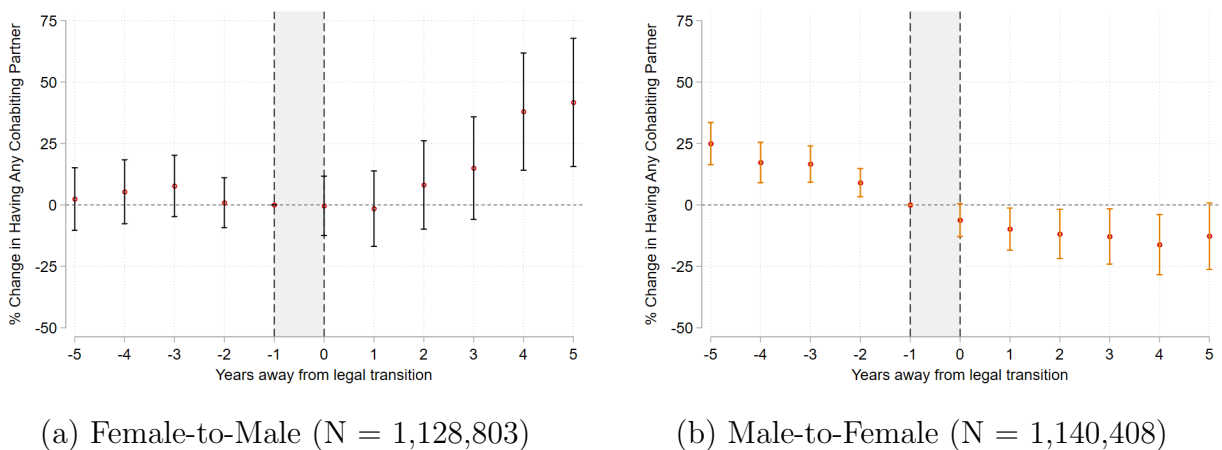 % Change in Having Any Cohabiting Partner
75
50
25
0
-25
-50
-5 -4 -3 -2 -1 0 1 2 3 4 5
Years away from legal transition
(a) Female-to-Male (N = 1,128,803)
% Change in Having Any Cohabiting Partner
75
50
25
0
-25
-50
-5 -4 -3 -2 -1 0 1 2 3 4 5
Years away from legal transition
(b) Male-to-Female (N = 1,140,408)